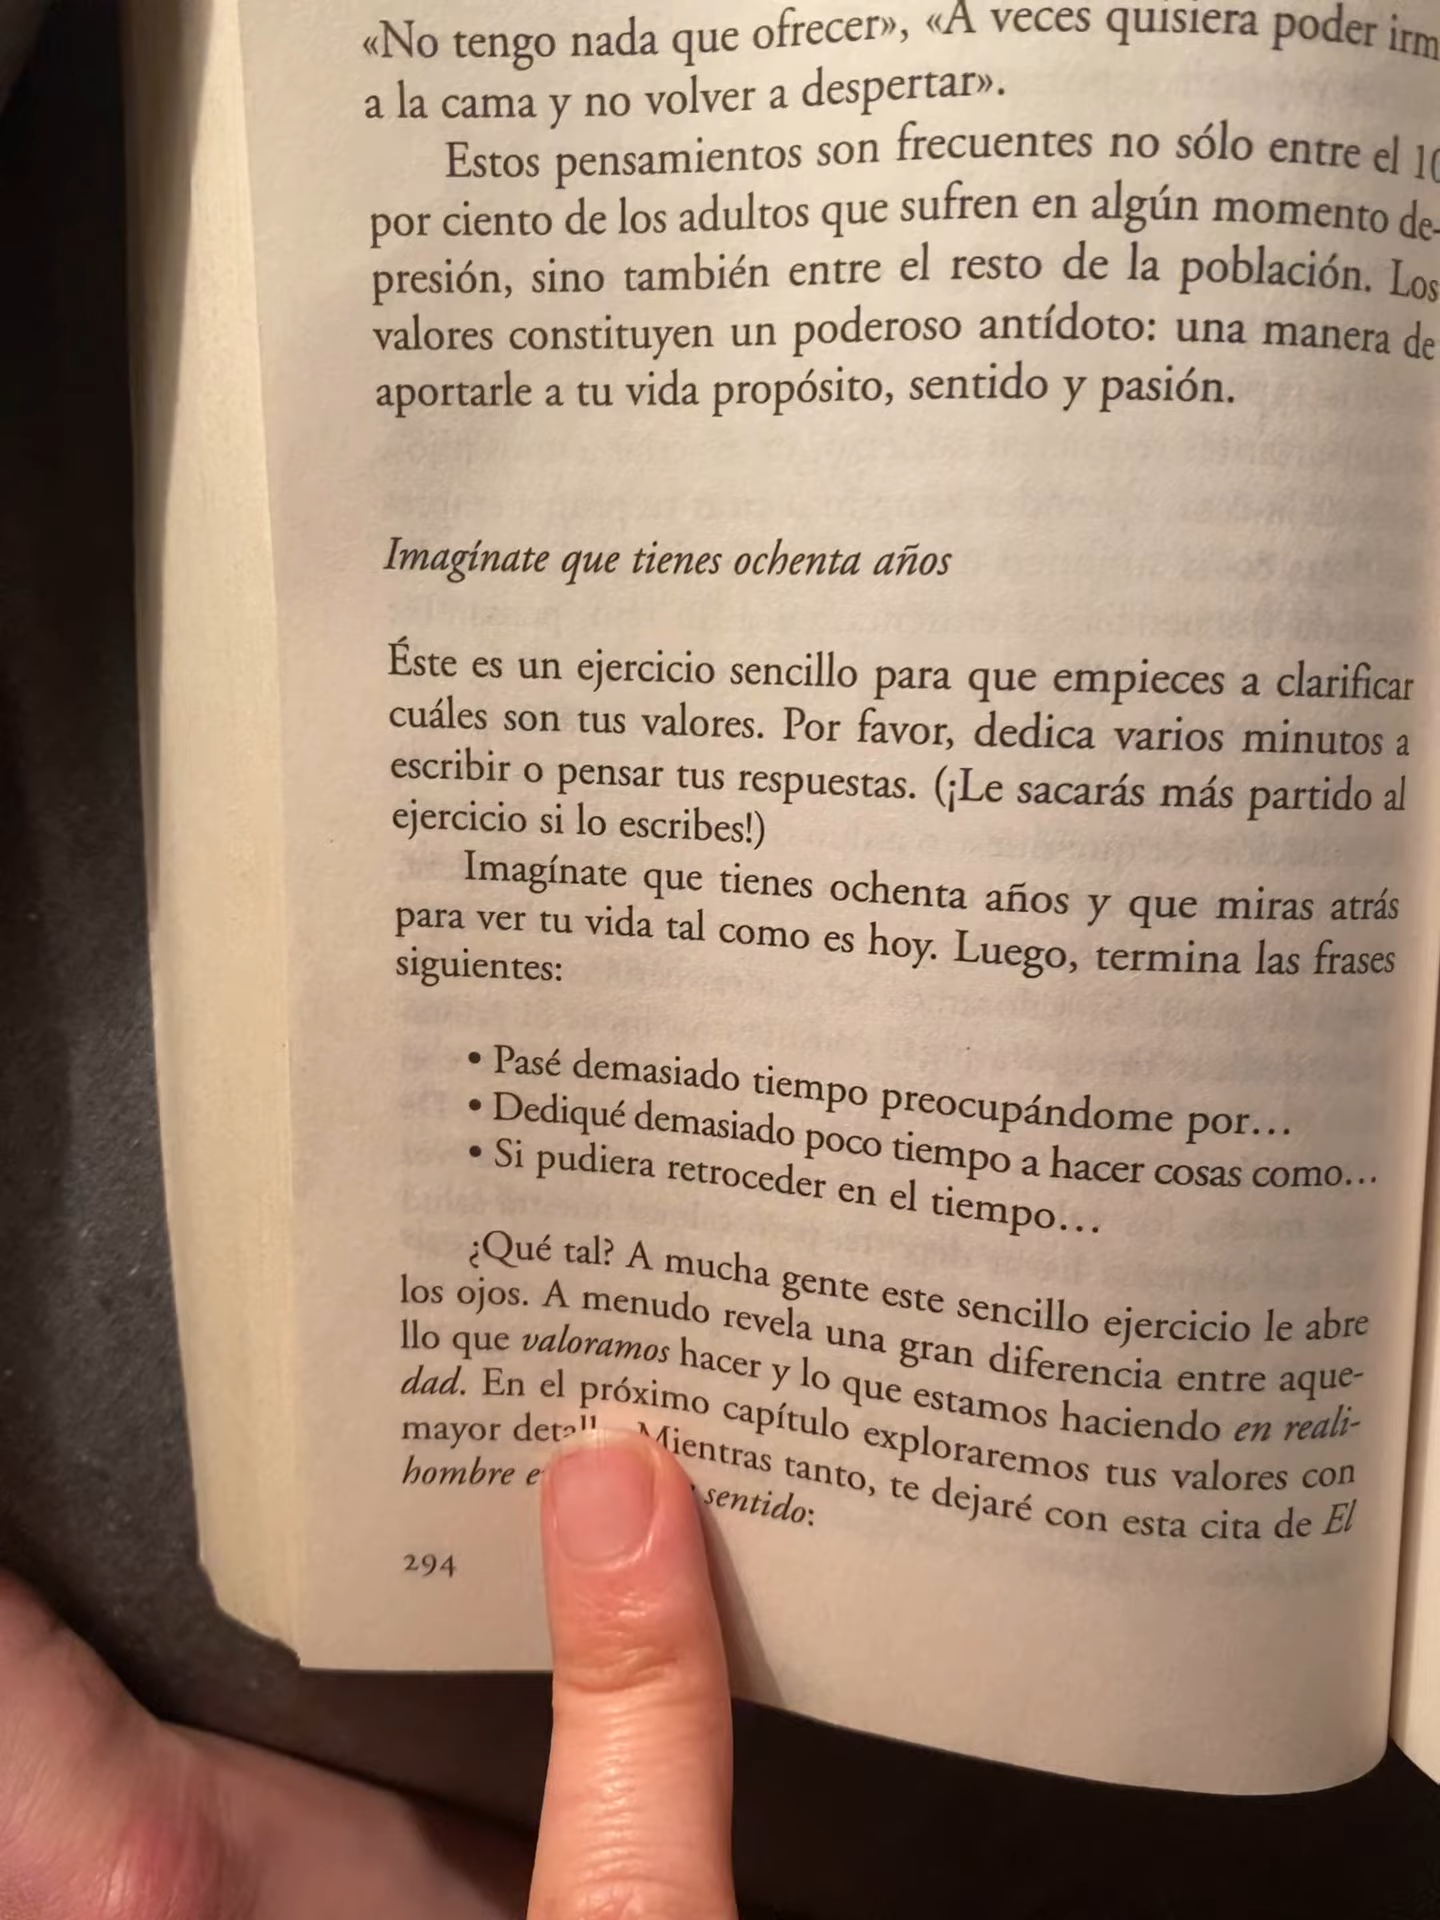 «No tengo nada que ofrecer», «A veces quisiera poder irm
a la cama y no volver a despertar».
Estos pensamientos son frecuentes no sólo entre el 10
por ciento de los adultos que sufren en algún momento de-
presión, sino también entre el resto de la población. Los
valores constituyen un poderoso antídoto: una manera de
aportarle a tu vida propósito, sentido y pasión.
Imagínate que tienes ochenta años
Éste es un ejercicio sencillo para que empieces a clarificar
cuáles son tus valores. Por favor, dedica varios minutos a
escribir o pensar tus respuestas. (¡Le sacarás más partido al
ejercicio si lo escribes!)
Imagínate que tienes ochenta años y que miras atrás
para ver tu vida tal como es hoy. Luego, termina las frases
siguientes:
• Pasé demasiado tiempo preocupándome por...
• Dediqué demasiado poco tiempo a hacer cosas como...
• Si pudiera retroceder en el tiempo...
¿Qué tal? A mucha gente este sencillo ejercicio le abre
los ojos. A menudo revela una gran diferencia entre aque-
llo que valoramos hacer y lo que estamos haciendo en reali-
dad. En el próximo capítulo exploraremos tus valores con
mayor Mientras tanto, te dejaré con esta cita de El
hombre sentido:
294